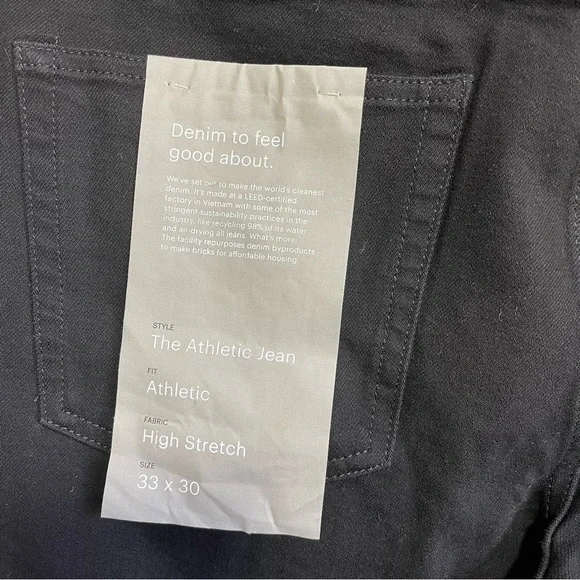 Denim to feel
good about.
We've set out to make the world's cleanest
denim. It's made at a LEED-certified
factory in Vietnam with some of the most
stringent sustainability practices in the
industry, like recycling 98% of its water
and air-drying all jeans. What's more:
The facility repurposes denim byproducts
to make bricks for affordable housing.
STYLE
The Athletic Jean
FIT
Athletic
FABRIC
High Stretch
SIZE
33 x 30